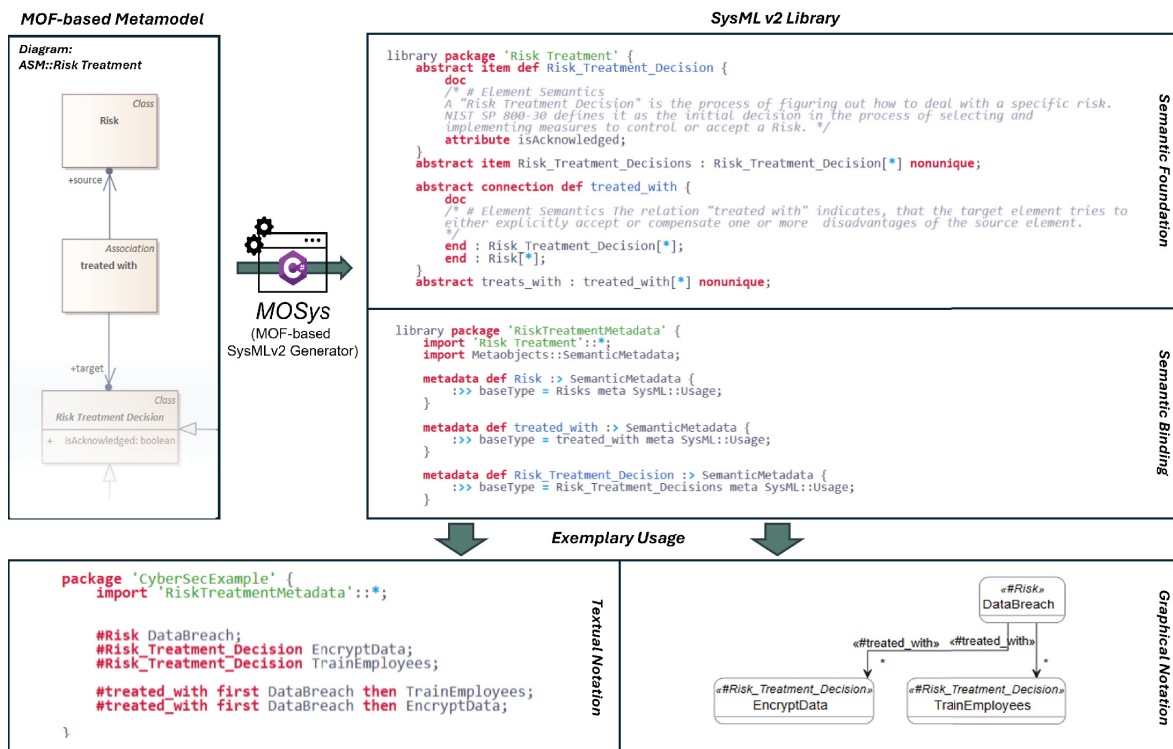 MOF-based Metamodel
Diagram:
ASM::Risk Treatment
Class
Risk
+source
Association
treated with
+target
Class
Risk Treatment Decision
+ isAcknowledged: boolean
C#
MOSys
(MOF-based
SysMLv2 Generator)
SysML v2 Library
library package 'Risk Treatment' {
abstract item def Risk_Treatment_Decision {
doc
/* # Element Semantics
A "Risk Treatment Decision" is the process of figuring out how to deal with a specific risk.
NIST SP 800-30 defines it as the initial decision in the process of selecting and
implementing measures to control or accept a Risk. */
attribute isAcknowledged;
}
abstract item Risk_Treatment_Decisions : Risk_Treatment_Decision[*] nonunique;
abstract connection def treated_with {
doc
/* # Element Semantics The relation "treated with" indicates, that the target element tries to
either explicitly accept or compensate one or more disadvantages of the source element.
*/
end : Risk_Treatment_Decision[*];
end : Risk[*];
}
abstract treats_with : treated_with[*] nonunique;
Semantic Foundation
library package 'RiskTreatmentMetadata' {
import 'Risk Treatment'::*;
import Metaobjects::SemanticMetadata;
metadata def Risk :> SemanticMetadata {
:>> baseType = Risks meta SysML::Usage;
}
metadata def treated_with :> SemanticMetadata {
:>> baseType = treated_with meta SysML::Usage;
}
metadata def Risk_Treatment_Decision :> SemanticMetadata {
:>> baseType = Risk_Treatment_Decisions meta SysML::Usage;
}
Semantic Binding
Exemplary Usage
package 'CyberSecExample' {
import 'RiskTreatmentMetadata'::*;
#Risk DataBreach;
#Risk_Treatment_Decision EncryptData;
#Risk_Treatment_Decision TrainEmployees;
#treated_with first DataBreach then TrainEmployees;
#treated_with first DataBreach then EncryptData;
}
Textual Notation
«#Risk»
DataBreach
«#treated_with»
«#treated_with»
*
*
«#Risk_Treatment_Decision»
EncryptData
«#Risk_Treatment_Decision»
TrainEmployees
Graphical Notation